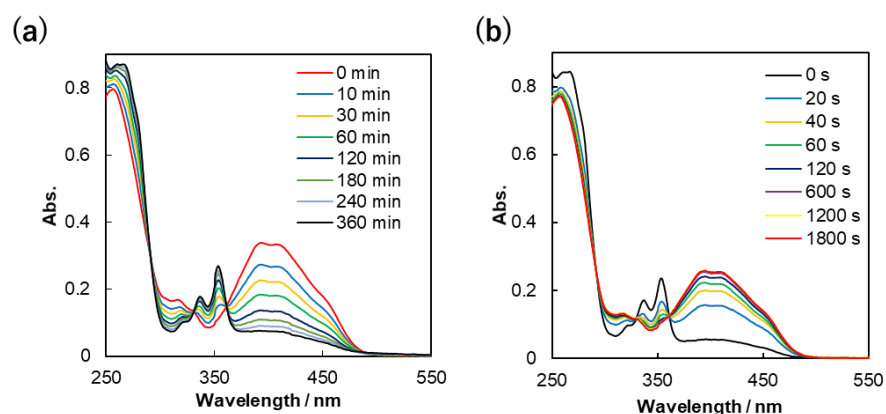 (a)
0 min
10 min
30 min
60 min
120 min
180 min
240 min
360 min
Abs.
0.8
0.6
0.4
0.2
0
250
350
450
550
Wavelength / nm
(b)
0 s
20 s
40 s
60 s
120 s
600 s
1200 s
1800 s
Abs.
0.8
0.6
0.4
0.2
0
250
350
450
550
Wavelength / nm